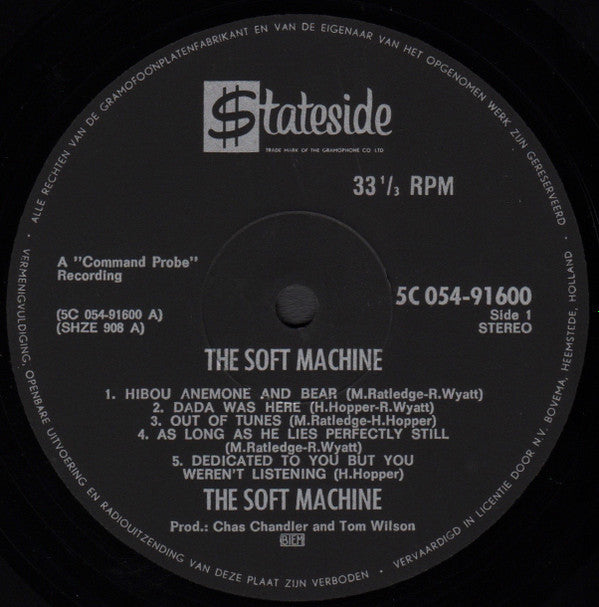 ALLE RECHTEN VAN DE GRAMOFOONPLATENFABRIKANT EN VAN DE EIGENAAR VAN HET OPGENOMEN WERK ZIJN GERESERVEERD
$tateside
TRADE MARK OF THE GRAMOPHONE CO LTD
33 1/3 RPM
A "Command Probe"
Recording
(5C 054-91600 A)
(SHZE 908 A)
5C 054-91600
Side 1
STEREO
THE SOFT MACHINE
1. HIBOU ANEMONE AND BEAR (M.Ratledge-R.Wyatt)
2. DADA WAS HERE (H.Hopper-R.Wyatt)
3. OUT OF TUNES (M.Ratledge-H.Hopper)
4. AS LONG AS HE LIES PERFECTLY STILL
(M.Ratledge-R.Wyatt)
5. DEDICATED TO YOU BUT YOU
WEREN'T LISTENING (H.Hopper)
THE SOFT MACHINE
Prod.: Chas Chandler and Tom Wilson
BIEM
VERMENIGVULDIGING, OPENBARE UITVOERING EN RADIOUITZENDING VAN DEZE PLAAT ZIJN VERBODEN
VERVAARDIGD IN LICENTIE DOOR N.V. BOVEMA, HEEMSTEDE, HOLLAND